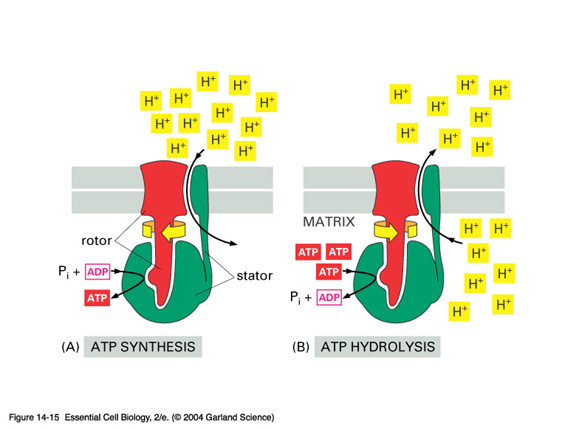 H+ H+
H+ H+ H+
H+
H+ H+ H+
H+
H+ H+
rotor
Pi + ADP
ATP
stator
(A) ATP SYNTHESIS
H+ H+ H+
H+
H+
H+ H+
H+
MATRIX
H+ H+
ATP ATP
ATP
H+
Pi + ADP
H+
H+ H+
H+
(B) ATP HYDROLYSIS
Figure 14-15 Essential Cell Biology, 2/e. (© 2004 Garland Science)